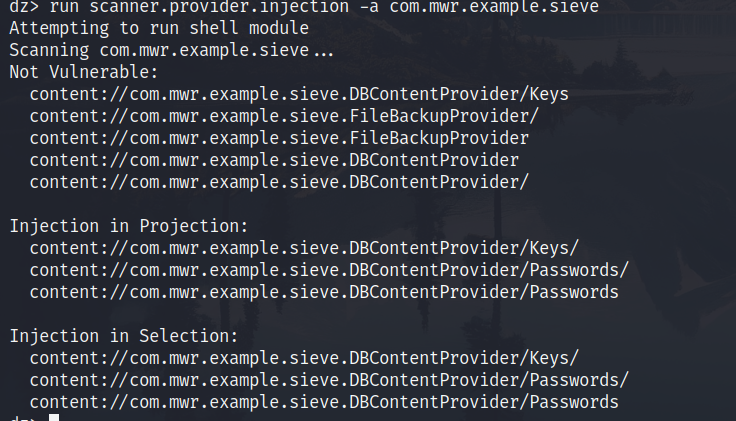 dz> run scanner.provider.injection -a com.mwr.example.sieve
Attempting to run shell module
Scanning com.mwr.example.sieve...
Not Vulnerable:
  content://com.mwr.example.sieve.DBContentProvider/Keys
  content://com.mwr.example.sieve.FileBackupProvider/
  content://com.mwr.example.sieve.FileBackupProvider
  content://com.mwr.example.sieve.DBContentProvider
  content://com.mwr.example.sieve.DBContentProvider/

Injection in Projection:
  content://com.mwr.example.sieve.DBContentProvider/Keys/
  content://com.mwr.example.sieve.DBContentProvider/Passwords/
  content://com.mwr.example.sieve.DBContentProvider/Passwords

Injection in Selection:
  content://com.mwr.example.sieve.DBContentProvider/Keys/
  content://com.mwr.example.sieve.DBContentProvider/Passwords/
  content://com.mwr.example.sieve.DBContentProvider/Passwords
dz>